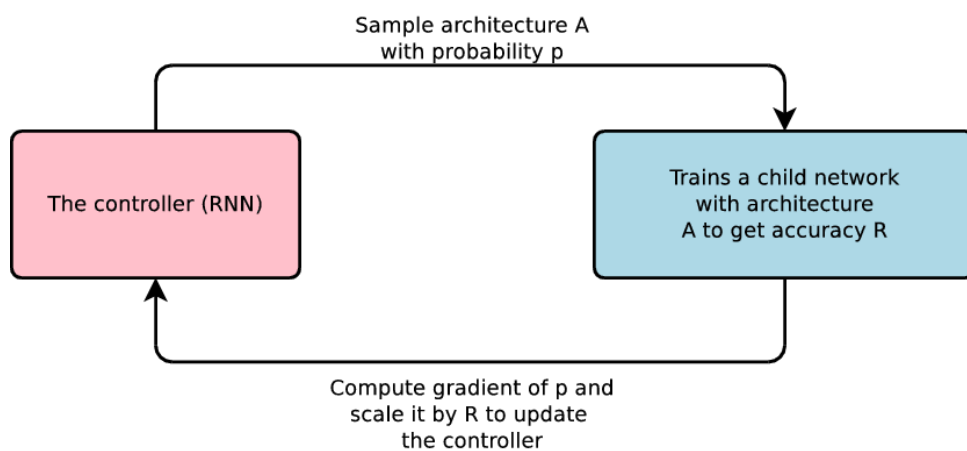 Sample architecture A
with probability p
The controller (RNN)
Trains a child network
with architecture
A to get accuracy R
Compute gradient of p and
scale it by R to update
the controller